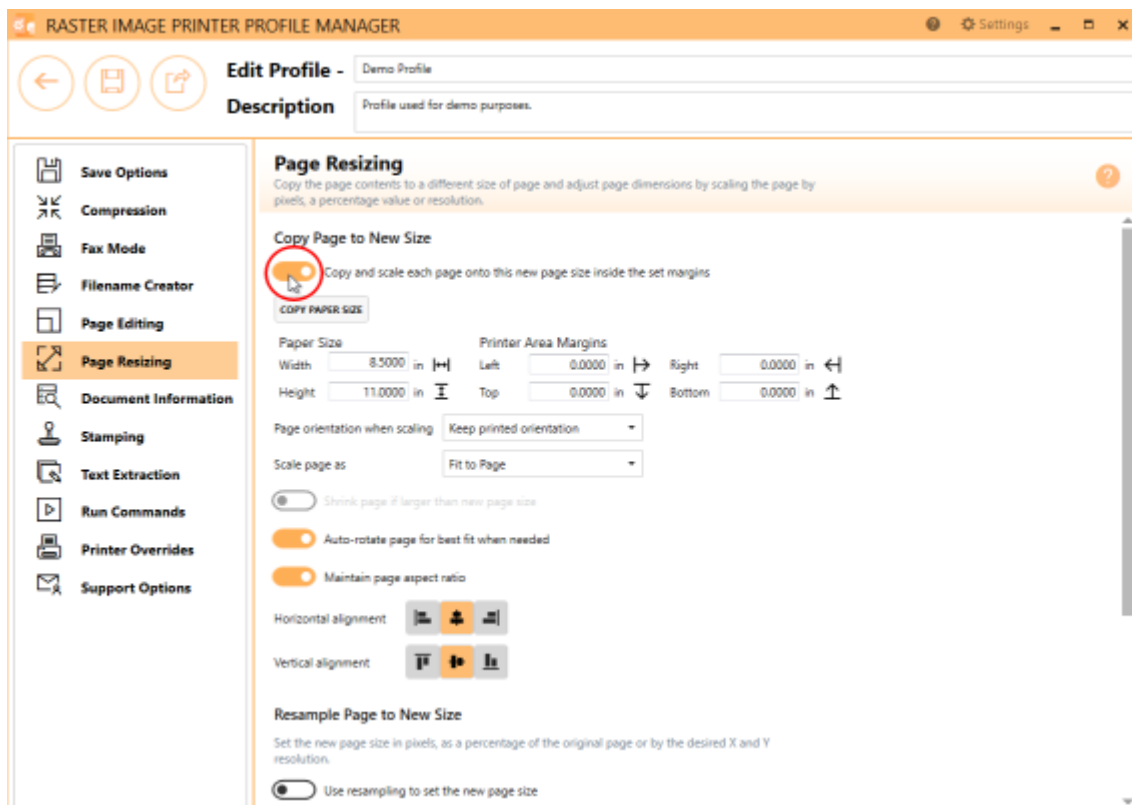 RASTER IMAGE PRINTER PROFILE MANAGER
Settings
Edit Profile - Demo Profile
Description Profile used for demo purposes.
Save Options
Compression
Fax Mode
Filename Creator
Page Editing
Page Resizing
Document Information
Stamping
Text Extraction
Run Commands
Printer Overrides
Support Options
Page Resizing
Copy the page contents to a different size of page and adjust page dimensions by scaling the page by
pixels, a percentage value or resolution.
Copy Page to New Size
Copy and scale each page onto this new page size inside the set margins
COPY PAPER SIZE
Paper Size Printer Area Margins
Width 8.5000 in Left 0.0000 in Right 0.0000 in
Height 11.0000 in Top 0.0000 in Bottom 0.0000 in
Page orientation when scaling Keep printed orientation
Scale page as Fit to Page
Shrink page if larger than new page size
Auto-rotate page for best fit when needed
Maintain page aspect ratio
Horizontal alignment
Vertical alignment
Resample Page to New Size
Set the new page size in pixels, as a percentage of the original page or by the desired X and Y
resolution.
Use resampling to set the new page size